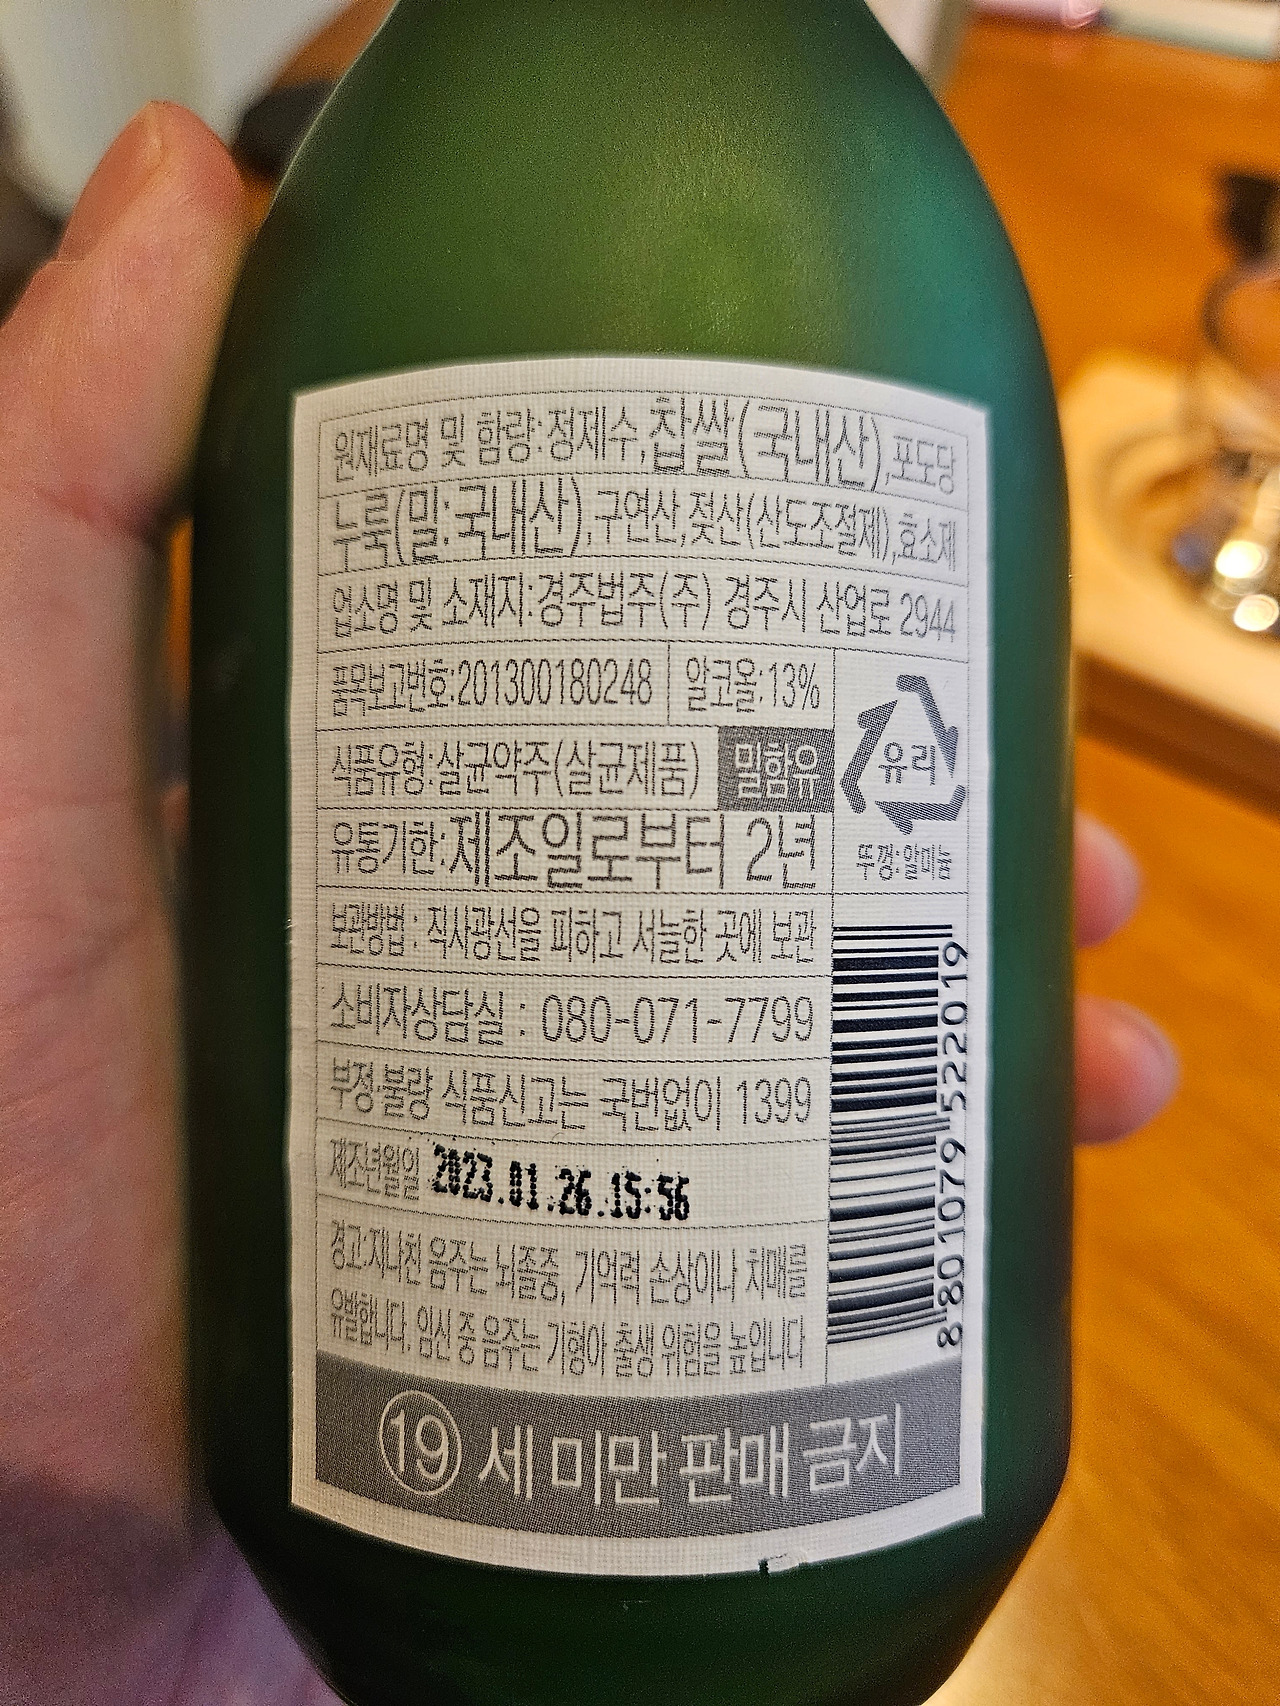 원재료명 및 함량:정제수,찹쌀(국내산),포도당
누룩(밀:국내산),구연산,젖산(산도조절제),효소제
업소명 및 소재지:경주법주(주) 경주시 산업로 2944
품목보고번호:201300180248 알코올:13%
식품유형:살균약주(살균제품) 밀함유
유리
유통기한:제조일로부터 2년
뚜껑:알미늄
보관방법 : 직사광선을 피하고 서늘한 곳에 보관
소비자상담실 : 080-071-7799
부정·불량 식품신고는 국번없이 1399
제조년월일 2023.01.26.15:56
경고:지나친 음주는 뇌졸중, 기억력 손상이나 치매를
유발합니다. 임신 중 음주는 기형아 출생 위험을 높입니다
8 801079 522019
19 세 미만 판매 금지